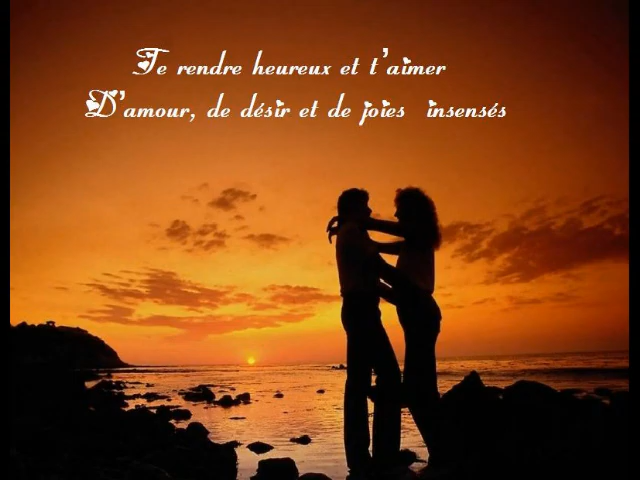 Te rendre heureux et t'aimer
D'amour, de désir et de joies insensés